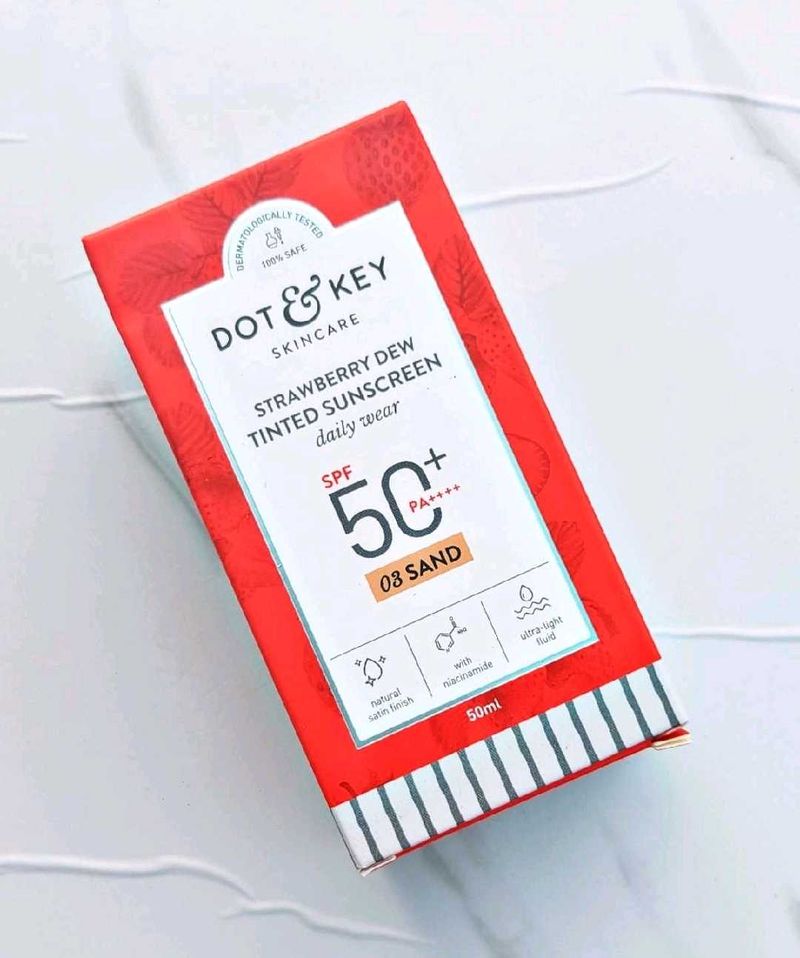 DERMATOLOGICALLY TESTED
100% SAFE
DOT & KEY
SKINCARE
STRAWBERRY DEW
TINTED SUNSCREEN
daily wear
SPF
50+
PA++++
03 SAND
natural
satin finish
with
niacinamide
ultra-light
fluid
50ml